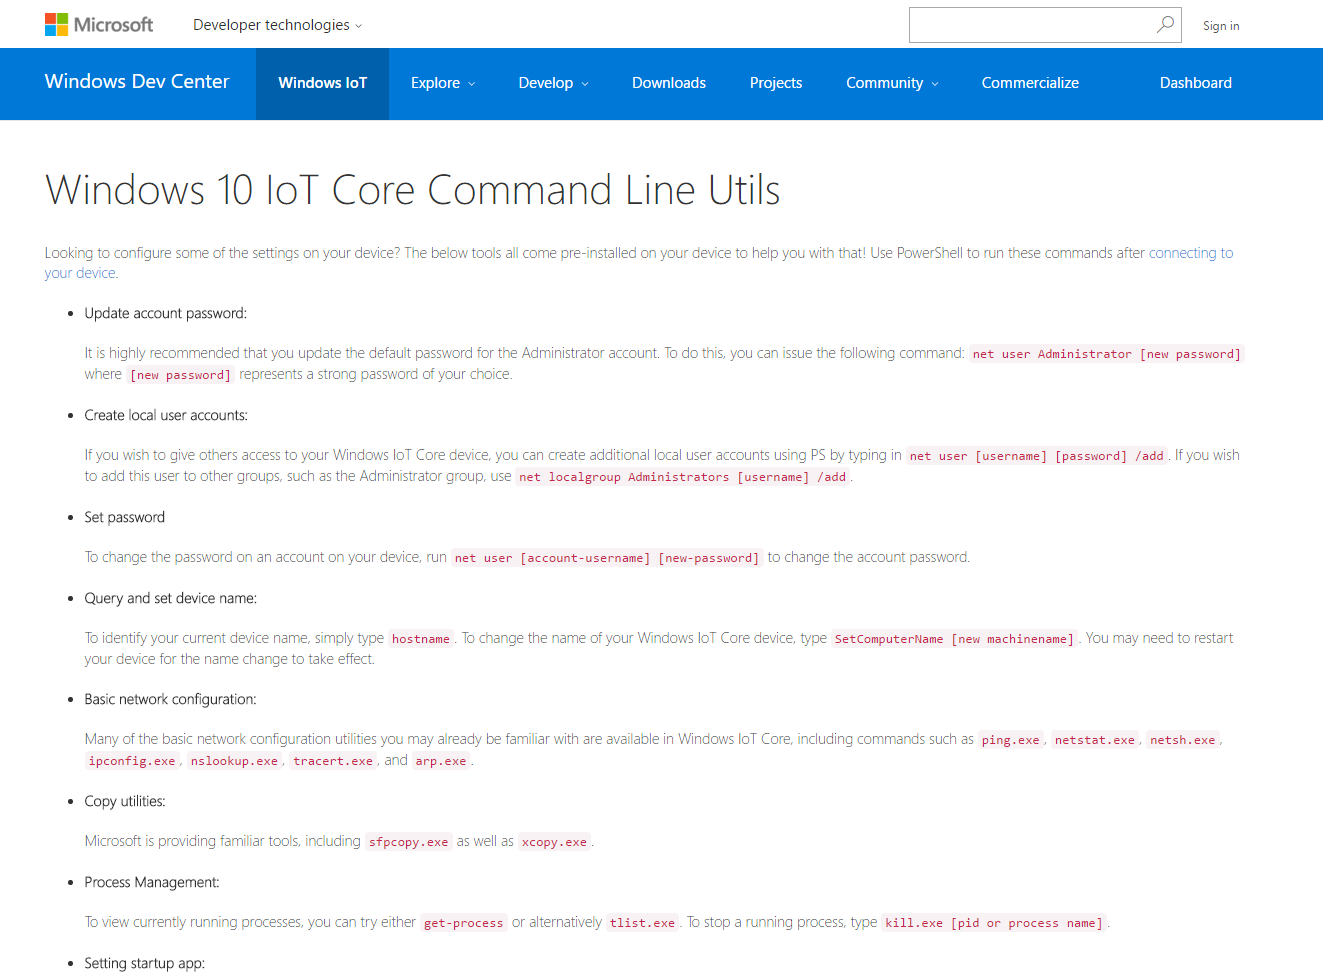 Microsoft
Developer technologies
Sign in
Windows Dev Center
Windows IoT
Explore
Develop
Downloads
Projects
Community
Commercialize
Dashboard
Windows 10 IoT Core Command Line Utils
Looking to configure some of the settings on your device? The below tools all come pre-installed on your device to help you with that! Use PowerShell to run these commands after connecting to
your device.
• Update account password:
It is highly recommended that you update the default password for the Administrator account. To do this, you can issue the following command: net user Administrator [new password]
where [new password] represents a strong password of your choice.
• Create local user accounts:
If you wish to give others access to your Windows IoT Core device, you can create additional local user accounts using PS by typing in net user [username] [password] /add. If you wish
to add this user to other groups, such as the Administrator group, use net localgroup Administrators [username] /add.
• Set password
To change the password on an account on your device, run net user [account-username] [new-password] to change the account password.
• Query and set device name:
To identify your current device name, simply type hostname. To change the name of your Windows IoT Core device, type SetComputerName [new machinename]. You may need to restart
your device for the name change to take effect.
• Basic network configuration:
Many of the basic network configuration utilities you may already be familiar with are available in Windows IoT Core, including commands such as ping.exe, netstat.exe, netsh.exe,
ipconfig.exe, nslookup.exe, tracert.exe, and arp.exe.
• Copy utilities:
Microsoft is providing familiar tools, including sfpcopy.exe as well as xcopy.exe.
• Process Management:
To view currently running processes, you can try either get-process or alternatively tlist.exe. To stop a running process, type kill.exe [pid or process name].
• Setting startup app: